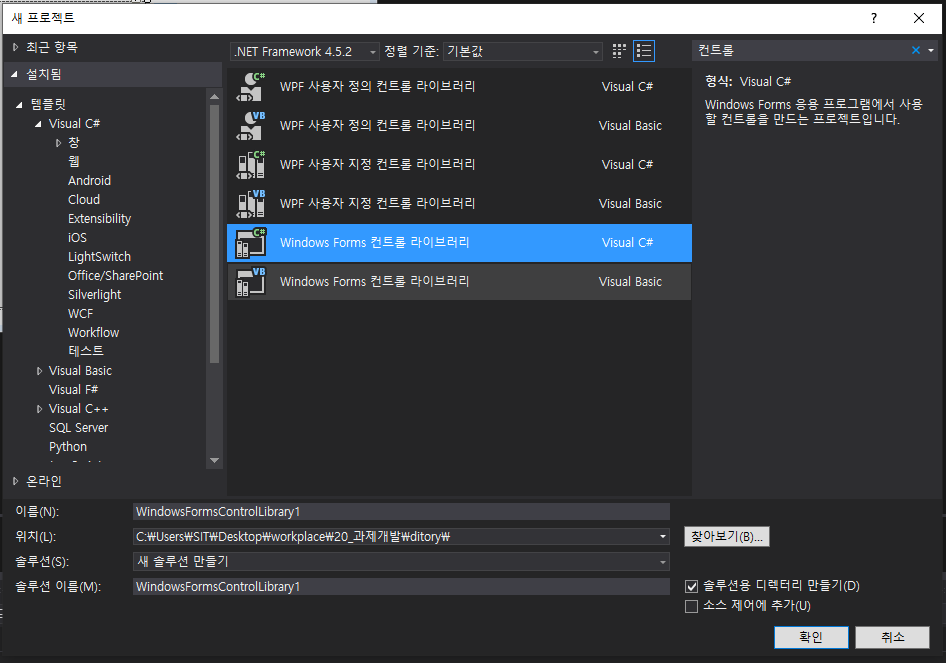 새 프로젝트
?
최근 항목
.NET Framework 4.5.2
정렬 기준:
기본값
컨트롤
설치됨
템플릿
Visual C#
창
웹
Android
Cloud
Extensibility
iOS
LightSwitch
Office/SharePoint
Silverlight
WCF
Workflow
테스트
Visual Basic
Visual F#
Visual C++
SQL Server
Python
온라인
C#
WPF 사용자 정의 컨트롤 라이브러리 Visual C#
VB
WPF 사용자 정의 컨트롤 라이브러리 Visual Basic
C#
WPF 사용자 지정 컨트롤 라이브러리 Visual C#
VB
WPF 사용자 지정 컨트롤 라이브러리 Visual Basic
C#
Windows Forms 컨트롤 라이브러리 Visual C#
VB
Windows Forms 컨트롤 라이브러리 Visual Basic
형식: Visual C#
Windows Forms 응용 프로그램에서 사용
할 컨트롤을 만드는 프로젝트입니다.
이름(N): WindowsFormsControlLibrary1
위치(L): C:₩Users₩SIT₩Desktop₩workplace₩20_과제개발₩ditory₩ 찾아보기(B)...
솔루션(S): 새 솔루션 만들기
솔루션 이름(M): WindowsFormsControlLibrary1
솔루션용 디렉터리 만들기(D)
소스 제어에 추가(U)
확인
취소